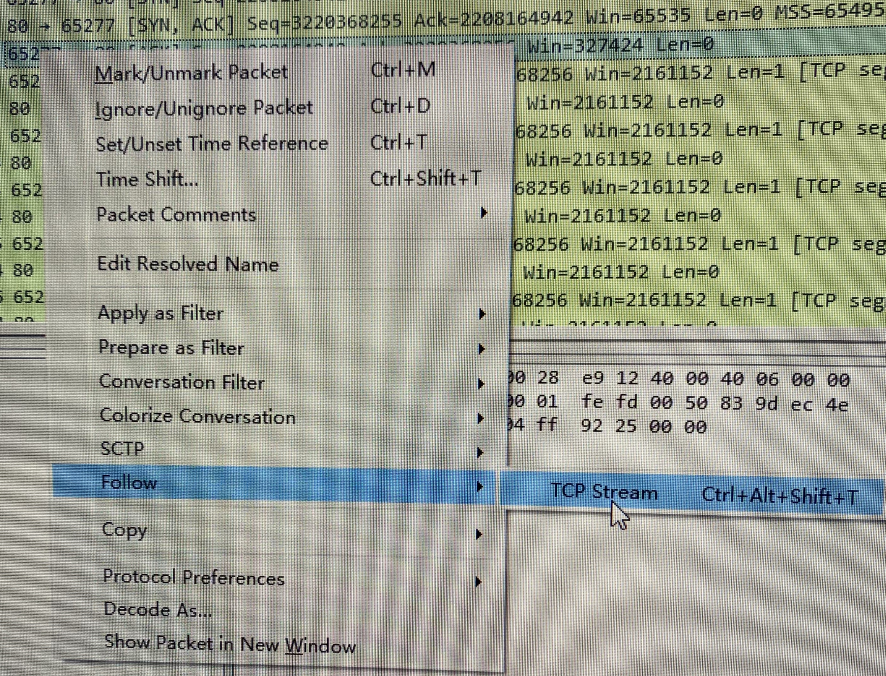 80 → 65277 [SYN, ACK] Seq=3220368255 Ack=2208164942 Win=65535 Len=0 MSS=65495
Win=327424 Len=0
Mark/Unmark Packet Ctrl+M
652 68256 Win=2161152 Len=1 [TCP seg
80 Win=2161152 Len=0
Ignore/Unignore Packet Ctrl+D
652 68256 Win=2161152 Len=1 [TCP seg
Set/Unset Time Reference Ctrl+T
80 Win=2161152 Len=0
Time Shift... Ctrl+Shift+T
652 68256 Win=2161152 Len=1 [TCP seg
Packet Comments
80 Win=2161152 Len=0
652 68256 Win=2161152 Len=1 [TCP seg
Edit Resolved Name
80 Win=2161152 Len=0
652 68256 Win=2161152 Len=1 [TCP seg
Apply as Filter
Prepare as Filter
Conversation Filter
Colorize Conversation
SCTP
Follow
Copy
Protocol Preferences
Decode As...
Show Packet in New Window
28 e9 12 40 00 40 06 00 00
01 fe fd 00 50 83 9d ec 4e
ff 92 25 00 00
TCP Stream Ctrl+Alt+Shift+T